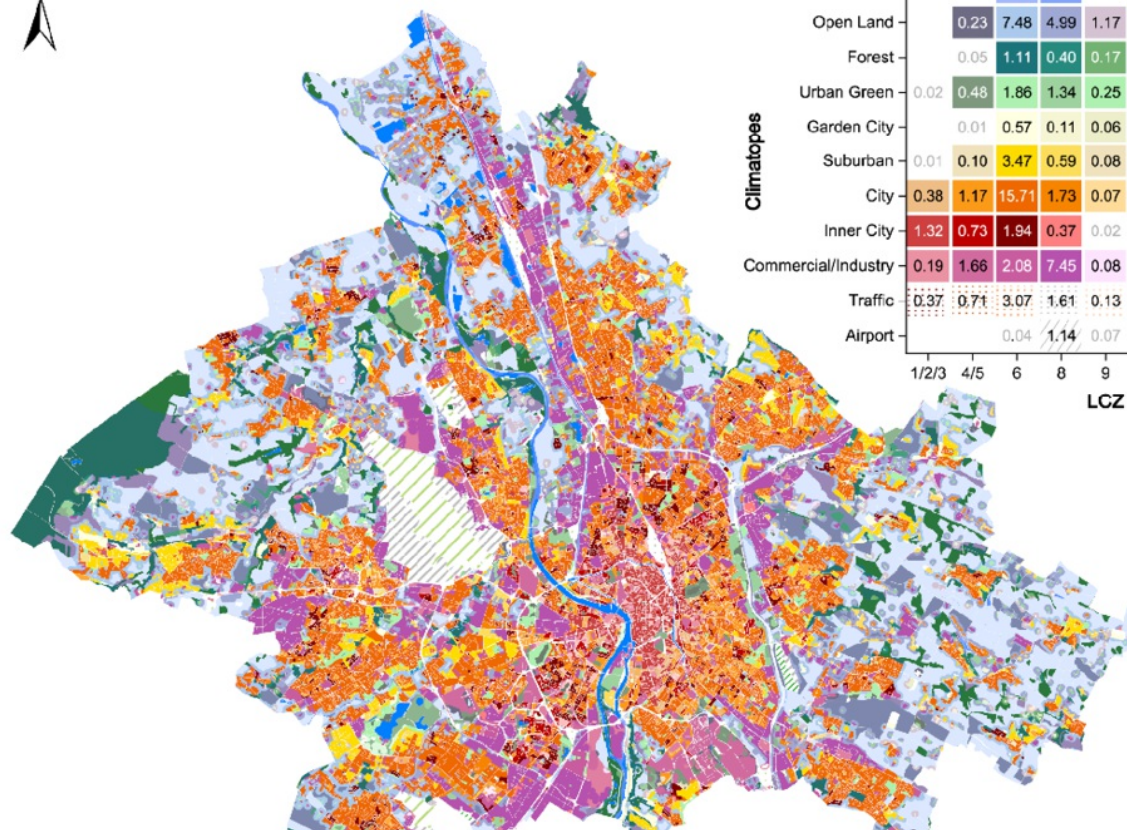 Open Land 0.23 7.48 4.99 1.17
Forest 0.05 1.11 0.40 0.17
Urban Green 0.02 0.48 1.86 1.34 0.25
Garden City 0.01 0.57 0.11 0.06
Suburban 0.01 0.10 3.47 0.59 0.08
City 0.38 1.17 15.71 1.73 0.07
Inner City 1.32 0.73 1.94 0.37 0.02
Commercial/Industry 0.19 1.66 2.08 7.45 0.08
Traffic 0.37 0.71 3.07 1.61 0.13
Airport 0.04 1.14 0.07
Climatopes
1/2/3 4/5 6 8 9
LCZ